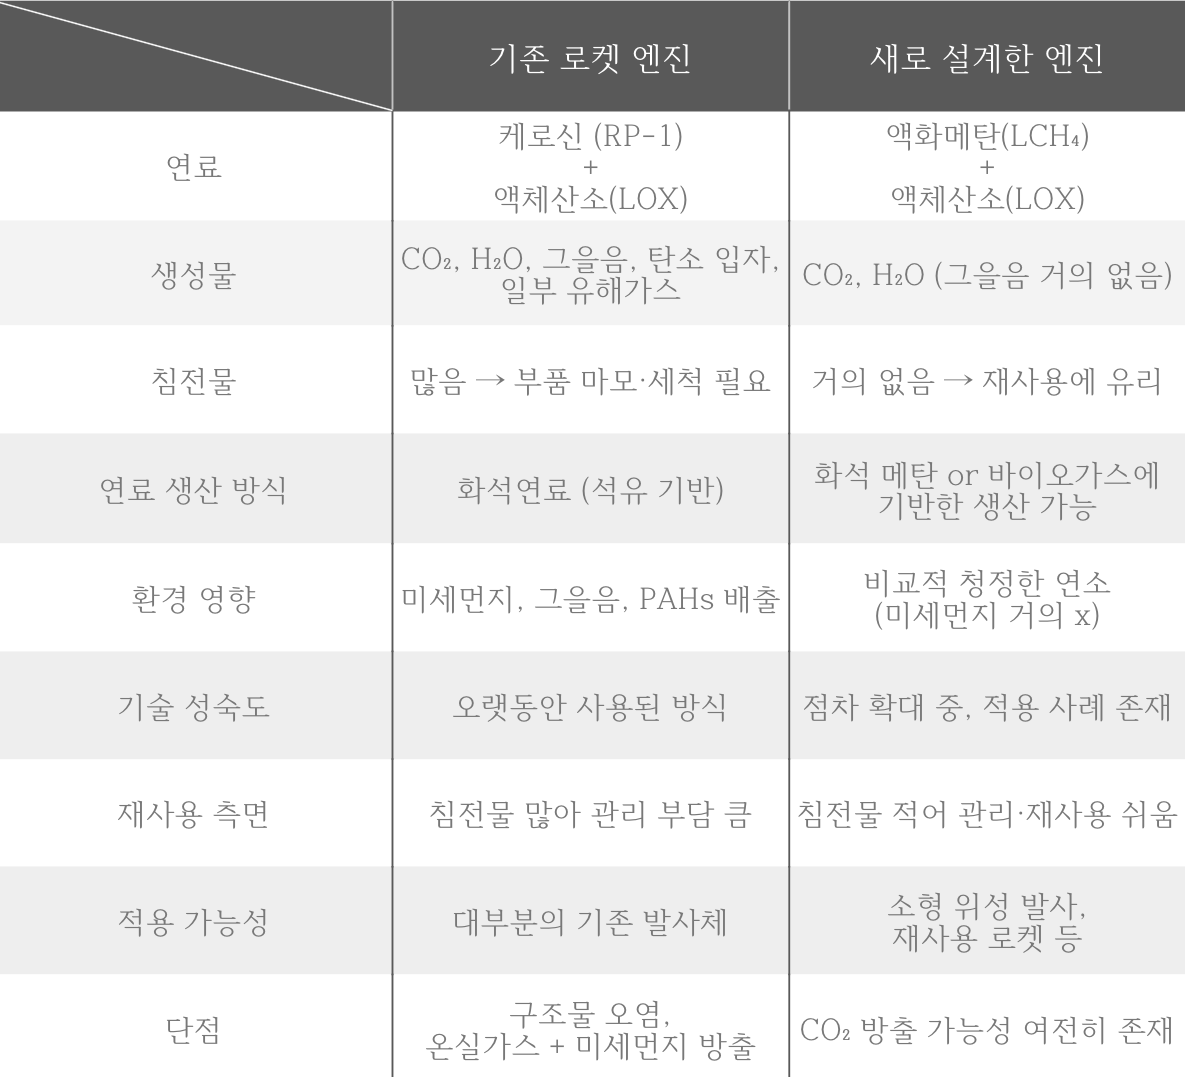 기존 로켓 엔진
새로 설계한 엔진
연료
케로신 (RP-1)
+
액체산소(LOX)
액화메탄(LCH₄)
+
액체산소(LOX)
생성물
CO₂, H₂O, 그을음, 탄소 입자,
일부 유해가스
CO₂, H₂O (그을음 거의 없음)
침전물
많음 → 부품 마모·세척 필요
거의 없음 → 재사용에 유리
연료 생산 방식
화석연료 (석유 기반)
화석 메탄 or 바이오가스에
기반한 생산 가능
환경 영향
미세먼지, 그을음, PAHs 배출
비교적 청정한 연소
(미세먼지 거의 x)
기술 성숙도
오랫동안 사용된 방식
점차 확대 중, 적용 사례 존재
재사용 측면
침전물 많아 관리 부담 큼
침전물 적어 관리·재사용 쉬움
적용 가능성
대부분의 기존 발사체
소형 위성 발사,
재사용 로켓 등
단점
구조물 오염,
온실가스 + 미세먼지 방출
CO₂ 방출 가능성 여전히 존재